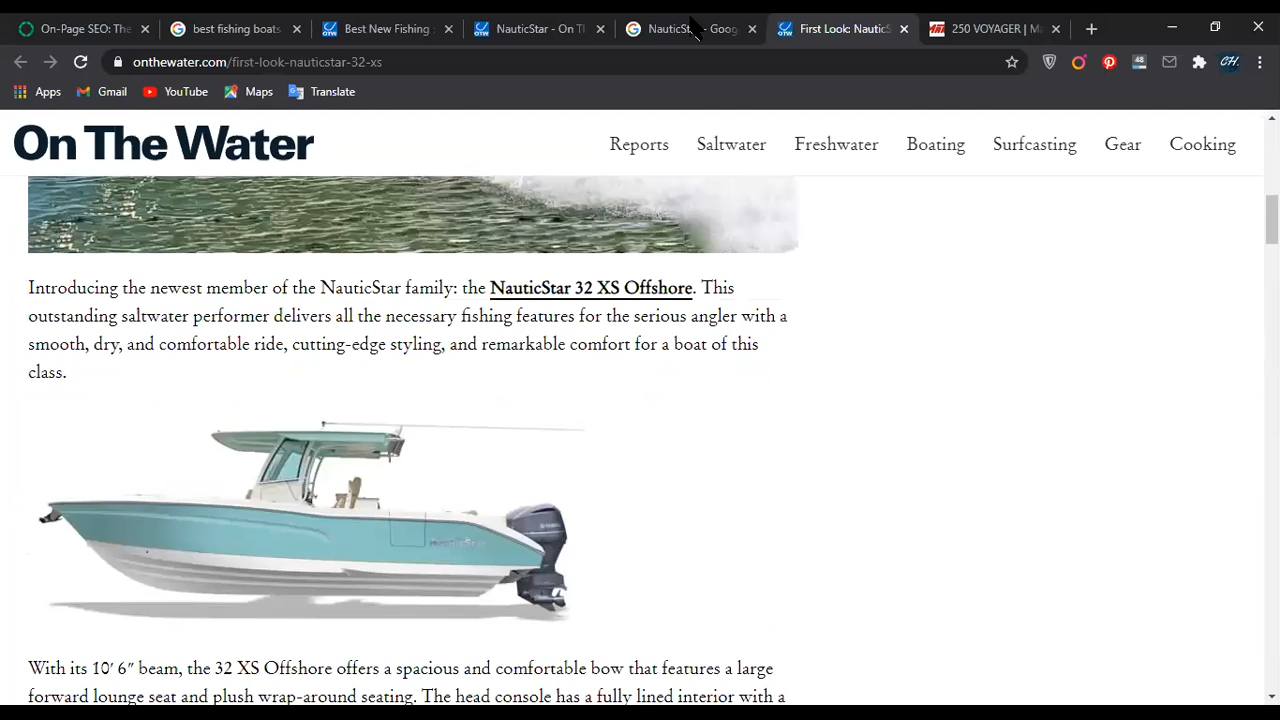 On-Page SEO: The
best fishing boats
Best New Fishing
NauticStar - On T
NauticSt - Goog
First Look: Nautics
250 VOYAGER | M
onthewater.com/first-look-nauticstar-32-xs
48
CH
Apps
Gmail
YouTube
Maps
Translate
On The Water
Reports
Saltwater
Freshwater
Boating
Surfcasting
Gear
Cooking
Introducing the newest member of the NauticStar family: the NauticStar 32 XS Offshore. This
outstanding saltwater performer delivers all the necessary fishing features for the serious angler with a
smooth, dry, and comfortable ride, cutting-edge styling, and remarkable comfort for a boat of this
class.
With its 10′ 6″ beam, the 32 XS Offshore offers a spacious and comfortable bow that features a large
forward lounge seat and plush wrap-around seating. The head console has a fully lined interior with a